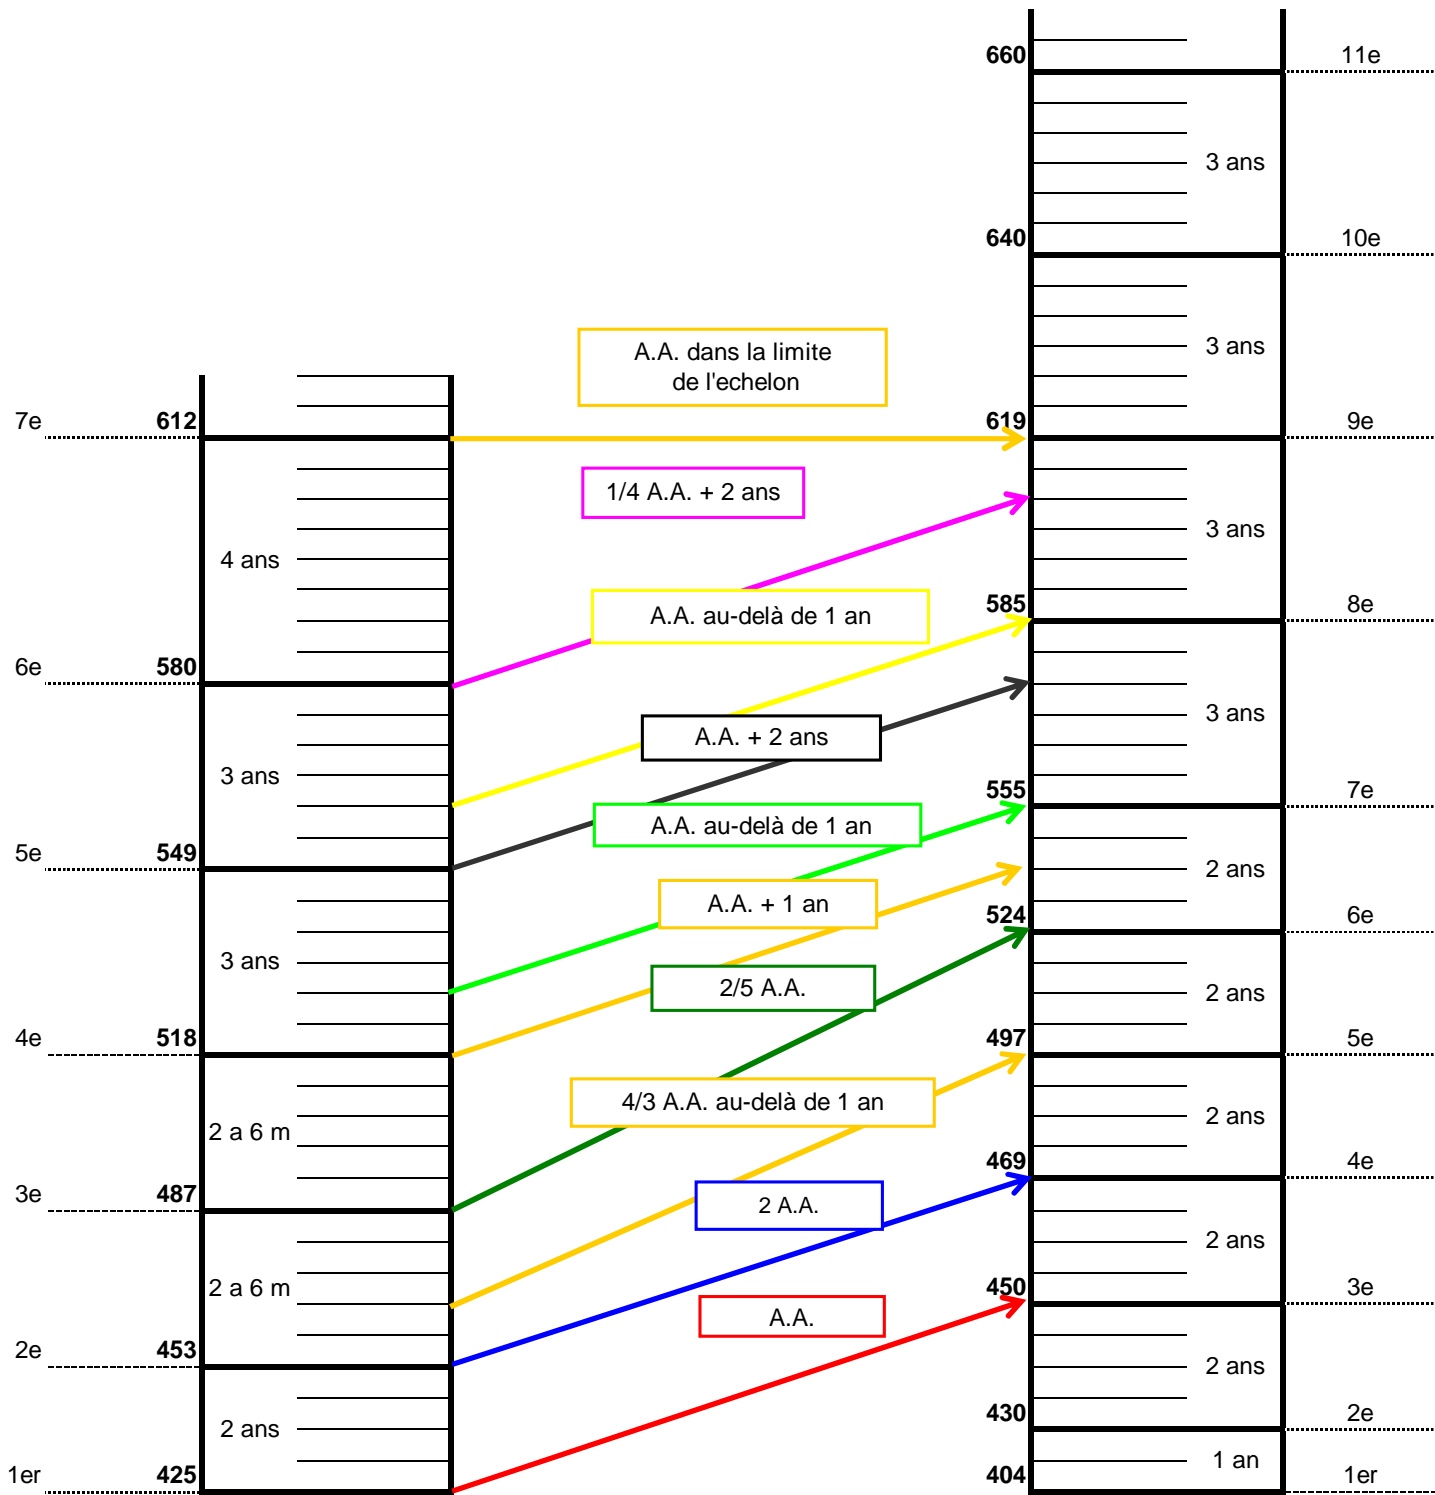 660
11e
3 ans
640
10e
3 ans
A.A. dans la limite
de l'echelon
7e
612
619
9e
1/4 A.A. + 2 ans
4 ans
3 ans
A.A. au-delà de 1 an
585
8e
6e
580
A.A. + 2 ans
3 ans
3 ans
555
7e
A.A. au-delà de 1 an
5e
549
2 ans
A.A. + 1 an
524
6e
3 ans
2/5 A.A.
2 ans
4e
518
497
5e
4/3 A.A. au-delà de 1 an
2 a 6 m
2 ans
469
4e
3e
487
2 A.A.
2 ans
2 a 6 m
450
3e
A.A.
2e
453
2 ans
430
2e
2 ans
1 an
1er
425
404
1er